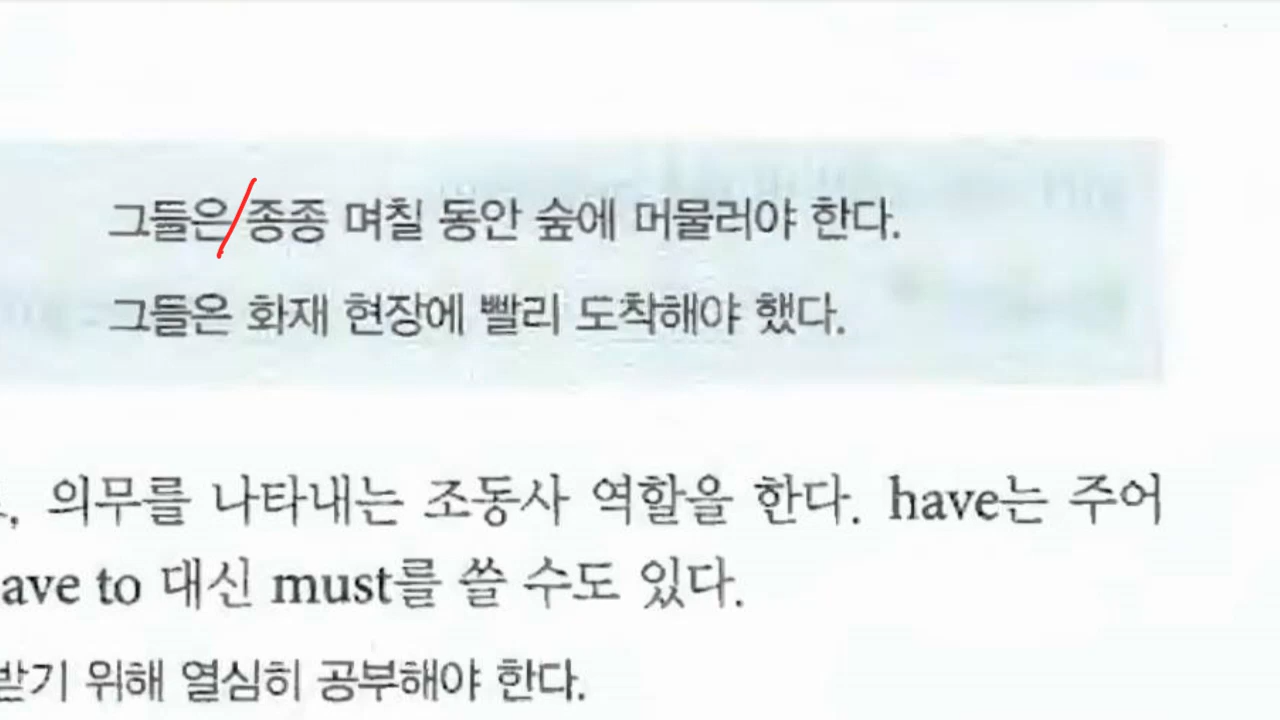 그들은 종종 며칠 동안 숲에 머물러야 한다.
그들은 화재 현장에 빨리 도착해야 했다.
, 의무를 나타내는 조동사 역할을 한다. have는 주어
ave to 대신 must를 쓸 수도 있다.
받기 위해 열심히 공부해야 한다.